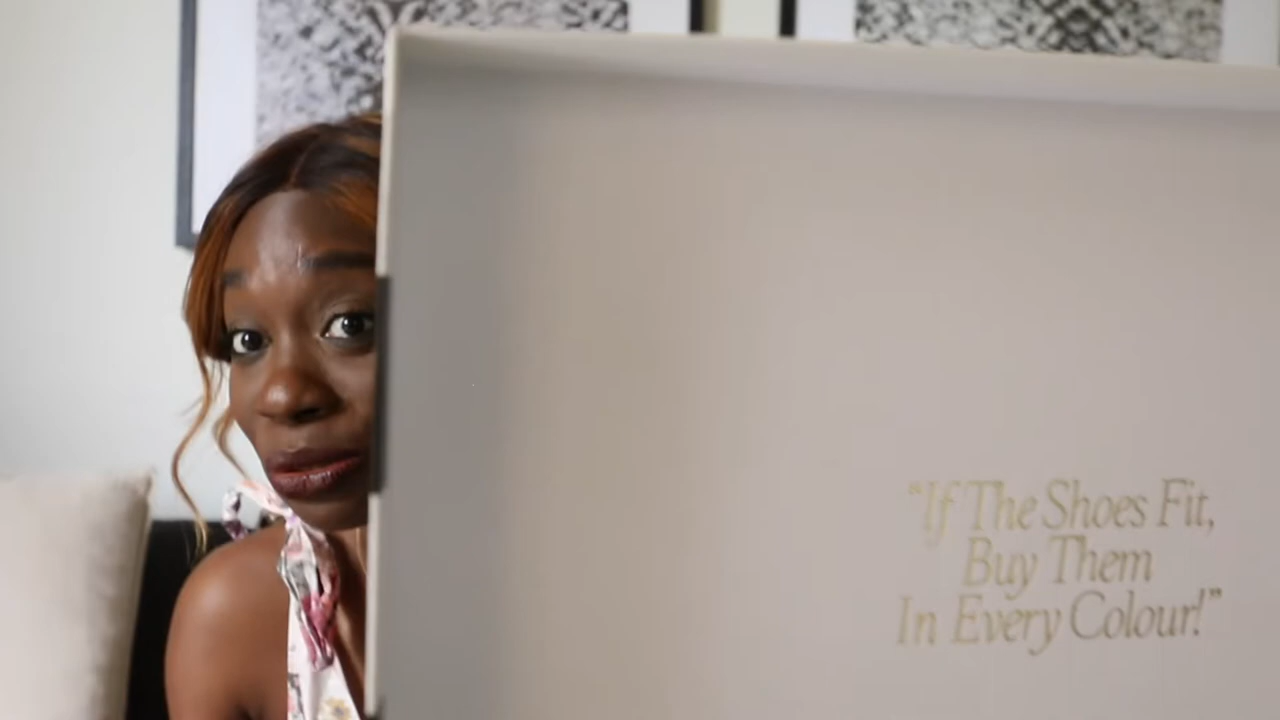 “If The Shoes Fit,
Buy Them
In Every Colour!”